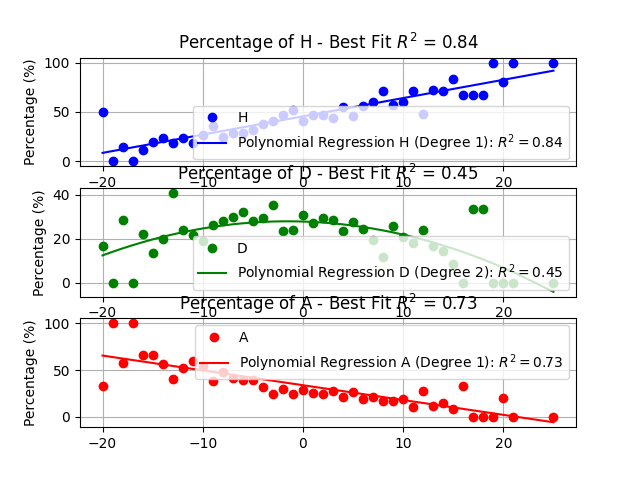 Percentage of H - Best Fit R² = 0.84
100
50
0
Percentage (%)
H
Polynomial Regression H (Degree 1): R² = 0.84
−20 −10 0 10 20
Percentage of D - Best Fit R² = 0.45
40
20
0
Percentage (%)
D
Polynomial Regression D (Degree 2): R² = 0.45
−20 −10 0 10 20
Percentage of A - Best Fit R² = 0.73
100
50
0
Percentage (%)
A
Polynomial Regression A (Degree 1): R² = 0.73
−20 −10 0 10 20